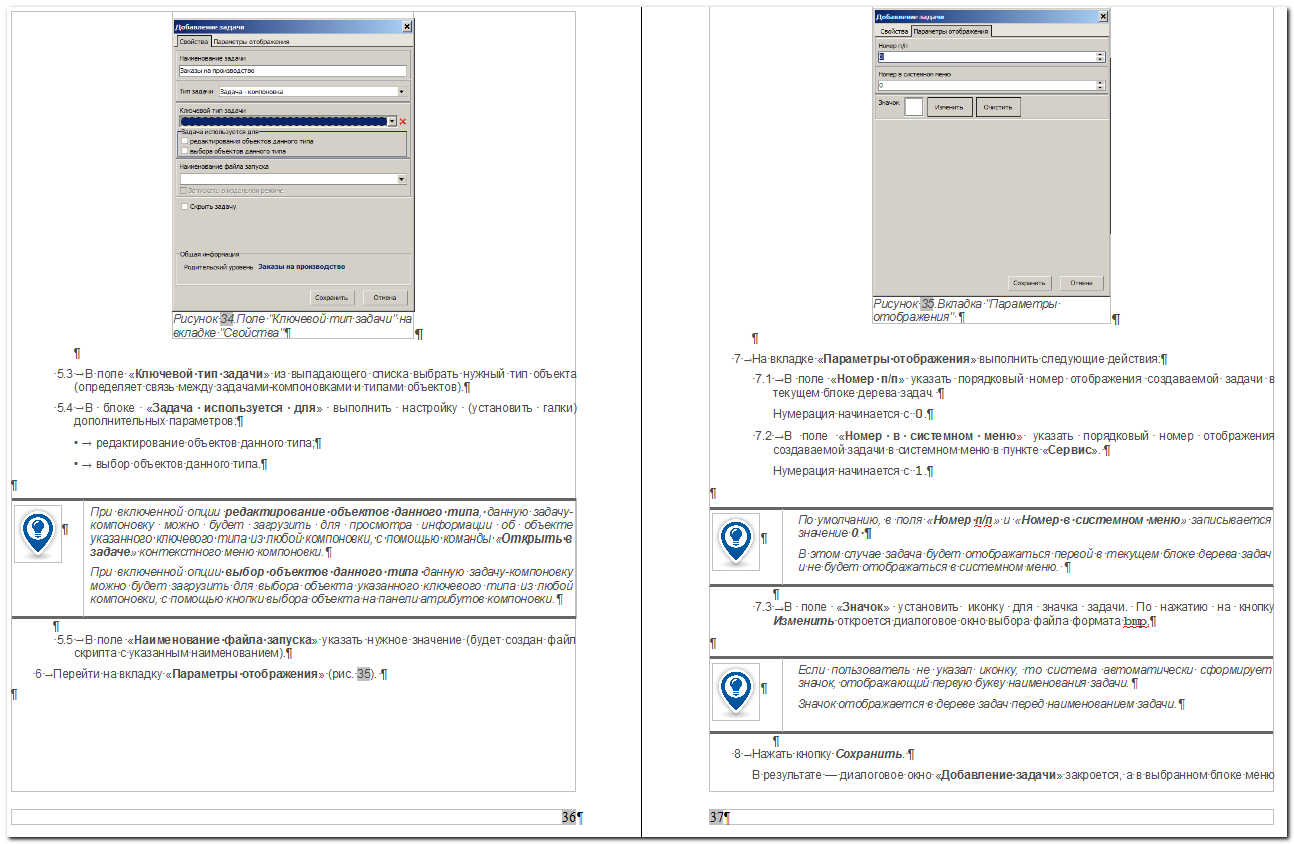 Добавление задачи
Свойства Параметры отображения
Наименование задачи
Заказы на производство
Тип задачи Задача - компоновка
Ключевой тип задачи
Задача используется для
редактирования объектов данного типа
выбора объектов данного типа
Наименование файла запуска
Запускать в модальном режиме
Скрыть задачу
Общая информация
Родительский уровень Заказы на производство
Сохранить Отмена
Рисунок 34.Поле "Ключевой тип задачи" на
вкладке "Свойства"¶ ¶
¶
5.3→В поле «Ключевой тип задачи» из выпадающего списка выбрать нужный тип объекта
(определяет связь между задачами-компоновками и типами объектов).¶
5.4→В блоке «Задача используется для» выполнить настройку (установить галки)
дополнительных параметров:¶
•→ редактирование объектов данного типа;¶
•→ выбор объектов данного типа.¶
¶
¶
При включенной опции редактирование объектов данного типа, данную задачу-
компоновку можно будет загрузить для просмотра информации об объекте
указанного ключевого типа из любой компоновки, с помощью команды «Открыть в
задаче» контекстного меню компоновки. ¶
При включенной опции выбор объектов данного типа данную задачу-компоновку
можно будет загрузить для выбора объекта указанного ключевого типа из любой
компоновки, с помощью кнопки выбора объекта на панели атрибутов компоновки. ¶
¶
5.5→В поле «Наименование файла запуска» указать нужное значение (будет создан файл
скрипта с указанным наименованием).¶
6→Перейти на вкладку «Параметры отображения» (рис. 35). ¶
¶
36¶
Добавление задачи
Свойства Параметры отображения
Номер п/п
Номер в системном меню
0
Значок Изменить Очистить
Сохранить Отмена
Рисунок 35.Вкладка "Параметры
отображения" ¶ ¶
¶
7→На вкладке «Параметры отображения» выполнить следующие действия:¶
7.1→В поле «Номер п/п» указать порядковый номер отображения создаваемой задачи в
текущем блоке дерева задач. ¶
Нумерация начинается с 0.¶
7.2→В поле «Номер в системном меню» указать порядковый номер отображения
создаваемой задачи в системном меню в пункте «Сервис». ¶
Нумерация начинается с 1.¶
¶
¶
По умолчанию, в поля «Номер п/п» и «Номер в системном меню» записывается
значение 0. ¶
В этом случае задача будет отображаться первой в текущем блоке дерева задач
и не будет отображаться в системном меню. ¶
¶
7.3→В поле «Значок» установить иконку для значка задачи. По нажатию на кнопку
Изменить откроется диалоговое окно выбора файла формата bmp.¶
¶
¶
Если пользователь не указал иконку, то система автоматически сформирует
значок, отображающий первую букву наименования задачи. ¶
Значок отображается в дереве задач перед наименованием задачи. ¶
¶
8→Нажать кнопку Сохранить. ¶
В результате — диалоговое окно «Добавление задачи» закроется, а в выбранном блоке меню
37¶